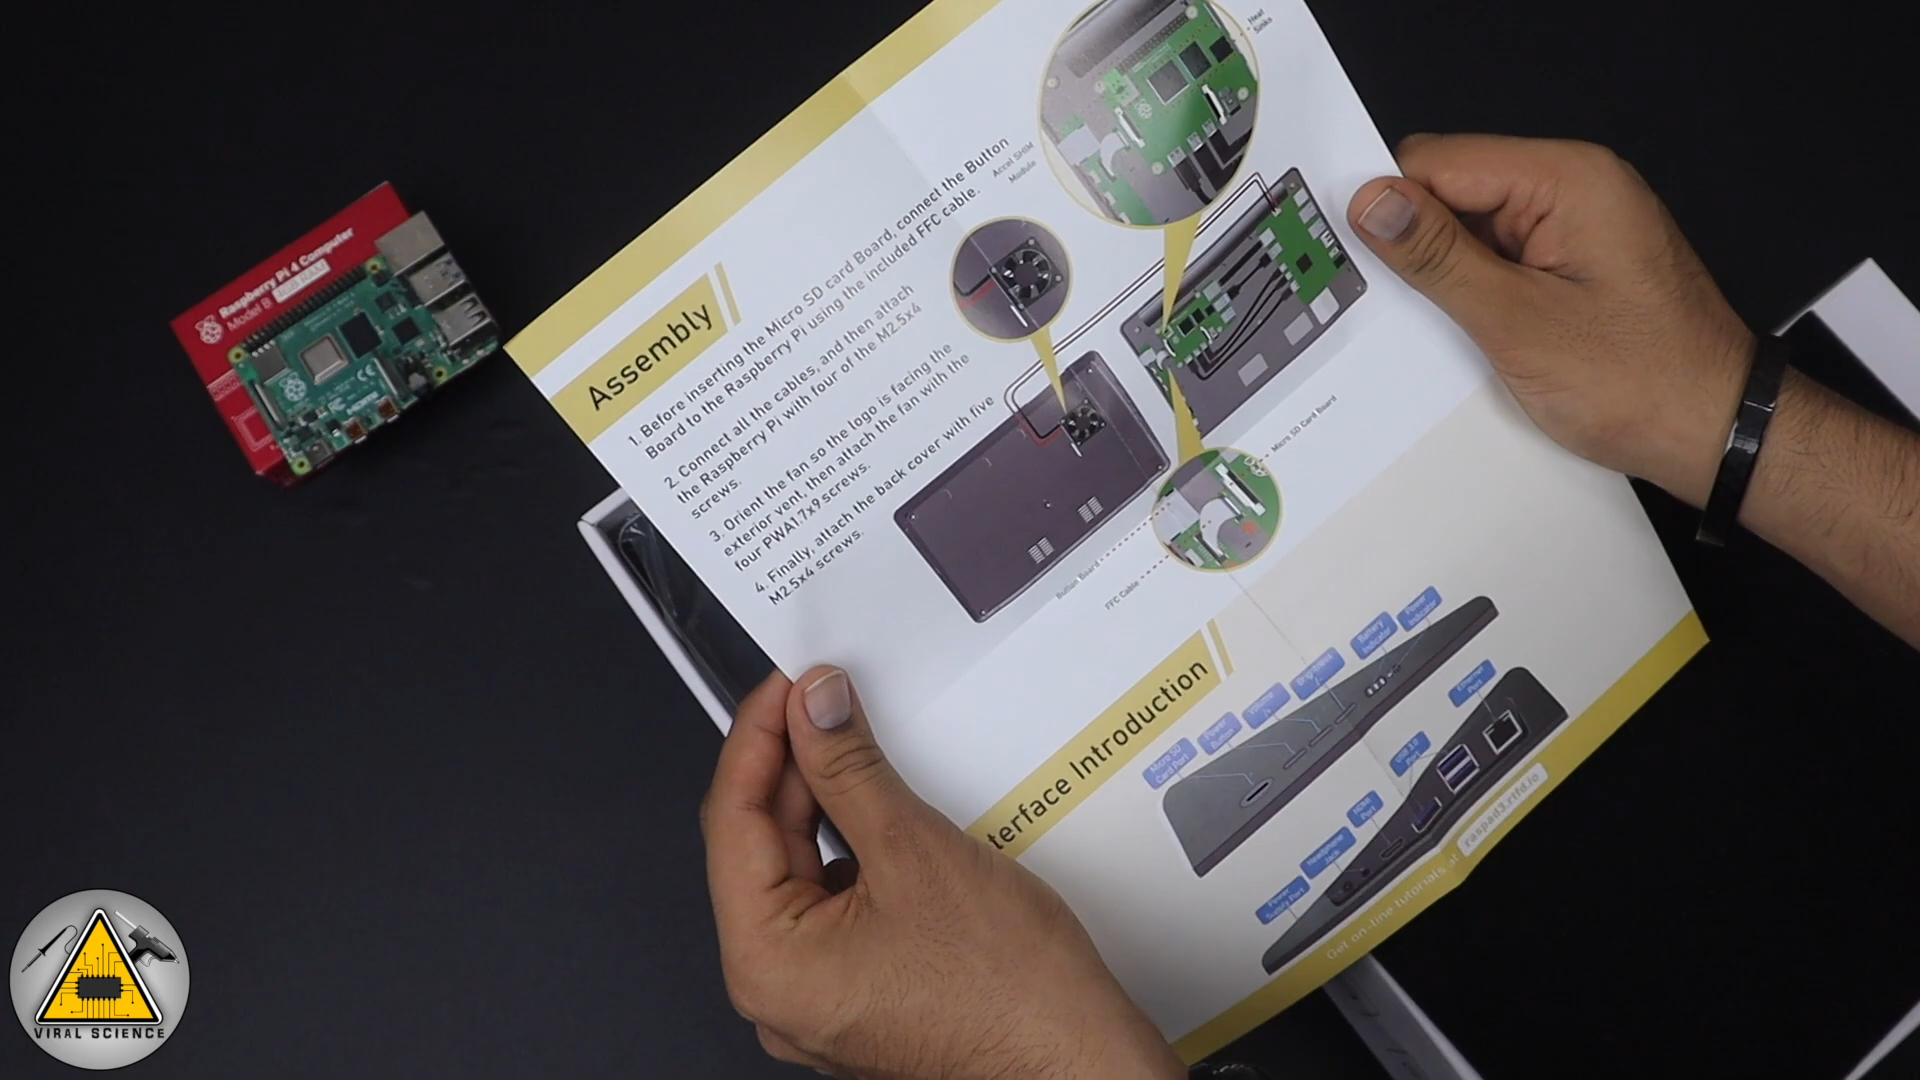 Raspberry Pi 4 Computer
Model B
Assembly
1. Before inserting the Micro SD card Board, connect the Button
Board to the Raspberry Pi using the included FFC cable.
2. Connect all the cables, and then attach
the Raspberry Pi with four of the M2.5x4
screws.
3. Orient the fan so the logo is facing the
exterior vent, then attach the fan with the
four PWA1.7x9 screws.
4. Finally, attach the back cover with five
M2.5x4 screws.
Heat
Sinks
Accel SHIM
Module
Micro SD Card Board
Button Board
FFC Cable
terface Introduction
Micro SD
Card Port
Power
Button
Volume
Battery
Indicator
Power
Indicator
Ethernet
Port
USB 3.0
Port
HDMI
Port
Headphone
Jack
Power
Supply Port
Get on-line tutorials at raspad3.rtfd.io
VIRAL SCIENCE